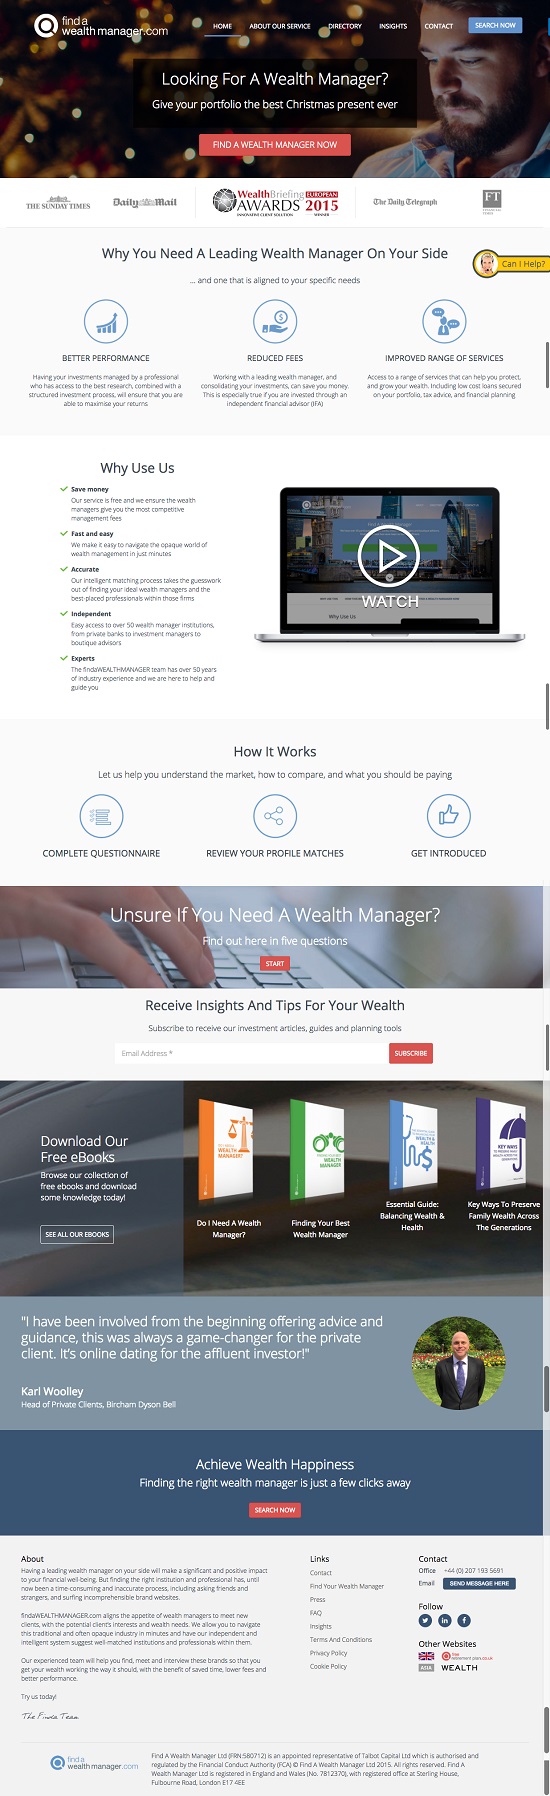 find a
wealthmanager.com
HOME
ABOUT OUR SERVICE
DIRECTORY
INSIGHTS
CONTACT
SEARCH NOW
Looking For A Wealth Manager?
Give your portfolio the best Christmas present ever
FIND A WEALTH MANAGER NOW
THE SUNDAY TIMES
Daily Mail
WealthBriefing EUROPEAN
AWARDS 2015
INNOVATIVE CLIENT SOLUTION WINNER
The Daily Telegraph
FT
FINANCIAL
TIMES
Why You Need A Leading Wealth Manager On Your Side
Can I Help?
... and one that is aligned to your specific needs
BETTER PERFORMANCE
Having your investments managed by a professional
who has access to the best research, combined with a
structured investment process, will ensure that you are
able to maximise your returns
REDUCED FEES
Working with a leading wealth manager, and
consolidating your investments, can save you money.
This is especially true if you are invested through an
independent financial advisor (IFA)
IMPROVED RANGE OF SERVICES
Access to a range of services that can help you protect,
and grow your wealth. Including low cost loans secured
on your portfolio, tax advice, and financial planning
Why Use Us
Save money
Our service is free and we ensure the wealth
managers give you the most competitive
management fees
Fast and easy
We make it easy to navigate the opaque world of
wealth management in just minutes
Accurate
Our intelligent matching process takes the guesswork
out of finding your ideal wealth managers and the
best-placed professionals within those firms
Independent
Easy access to over 50 wealth manager institutions,
from private banks to investment managers to
boutique advisors
Experts
The findaWEALTHMANAGER team has over 50 years
of industry experience and we are here to help and
guide you
WATCH
Why Use Us
How It Works
Let us help you understand the market, how to compare, and what you should be paying
COMPLETE QUESTIONNAIRE
REVIEW YOUR PROFILE MATCHES
GET INTRODUCED
Unsure If You Need A Wealth Manager?
Find out here in five questions
START
Receive Insights And Tips For Your Wealth
Subscribe to receive our investment articles, guides and planning tools
Email Address *
SUBSCRIBE
Download Our
Free eBooks
Browse our collection of
free ebooks and download
some knowledge today!
SEE ALL OUR EBOOKS
DO I NEED A
WEALTH
MANAGER?
Do I Need A Wealth
Manager?
FINDING YOUR BEST
WEALTH
MANAGER
Finding Your Best
Wealth Manager
WEALTH
& HEALTH
Essential Guide:
Balancing Wealth &
Health
KEY WAYS
TO PRESERVE
FAMILY WEALTH
ACROSS THE
GENERATIONS
Key Ways To Preserve
Family Wealth Across
The Generations
"I have been involved from the beginning offering advice and
guidance, this was always a game-changer for the private
client. It's online dating for the affluent investor!"
Karl Woolley
Head of Private Clients, Bircham Dyson Bell
Achieve Wealth Happiness
Finding the right wealth manager is just a few clicks away
SEARCH NOW
About
Having a leading wealth manager on your side will make a significant and positive impact
to your financial well-being. But finding the right institution and professional has, until
now been a time-consuming and inaccurate process, including asking friends and
strangers, and surfing incomprehensible brand websites.
findaWEALTHMANAGER.com aligns the appetite of wealth managers to meet new
clients, with the potential client's interests and wealth needs. We allow you to navigate
this traditional and often opaque industry in minutes and have our independent and
intelligent system suggest well-matched institutions and professionals within them.
Our experienced team will help you find, meet and interview these brands so that you
get your wealth working the way it should, with the benefit of saved time, lower fees and
better performance.
Try us today!
The Finda Team
Links
Contact
Find Your Wealth Manager
Press
FAQ
Insights
Terms And Conditions
Privacy Policy
Cookie Policy
Contact
Office +44 (0) 207 193 5691
Email SEND MESSAGE HERE
Follow
Other Websites
free
retirement plan.co.uk
ASIA WEALTH
find a
wealthmanager.com
Find A Wealth Manager Ltd (FRN:580712) is an appointed representative of Talbot Capital Ltd which is authorised and
regulated by the Financial Conduct Authority (FCA) © Find A Wealth Manager Ltd 2015. All rights reserved. Find A
Wealth Manager Ltd is registered in England and Wales (No. 7812370), with registered office at Sterling House,
Fulbourne Road, London E17 4EE